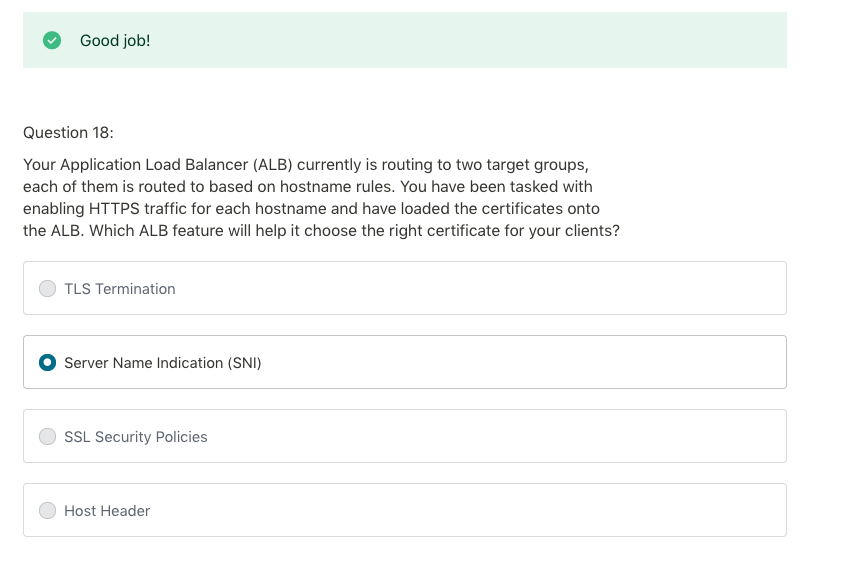 Good job!
Question 18:
Your Application Load Balancer (ALB) currently is routing to two target groups,
each of them is routed to based on hostname rules. You have been tasked with
enabling HTTPS traffic for each hostname and have loaded the certificates onto
the ALB. Which ALB feature will help it choose the right certificate for your clients?
TLS Termination
Server Name Indication (SNI)
SSL Security Policies
Host Header